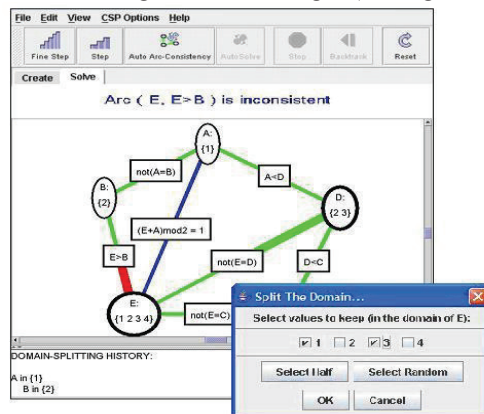 File Edit View CSP Options Help
Fine Step Step Auto Arc-Consistency AutoSolve Stop Backtrack Reset
Create Solve
Arc ( E, E>B ) is inconsistent
A:
{1}
not(A=B)
A<D
B:
{2}
D:
{2 3}
(E+A)mod2 = 1
E>B
not(E=D)
D<C
E:
{1 2 3 4}
not(E=C)
Split The Domain...
Select values to keep (in the domain of E):
1 2 3 4
Select Half Select Random
OK Cancel
DOMAIN-SPLITTING HISTORY:
A in {1}
B in {2}